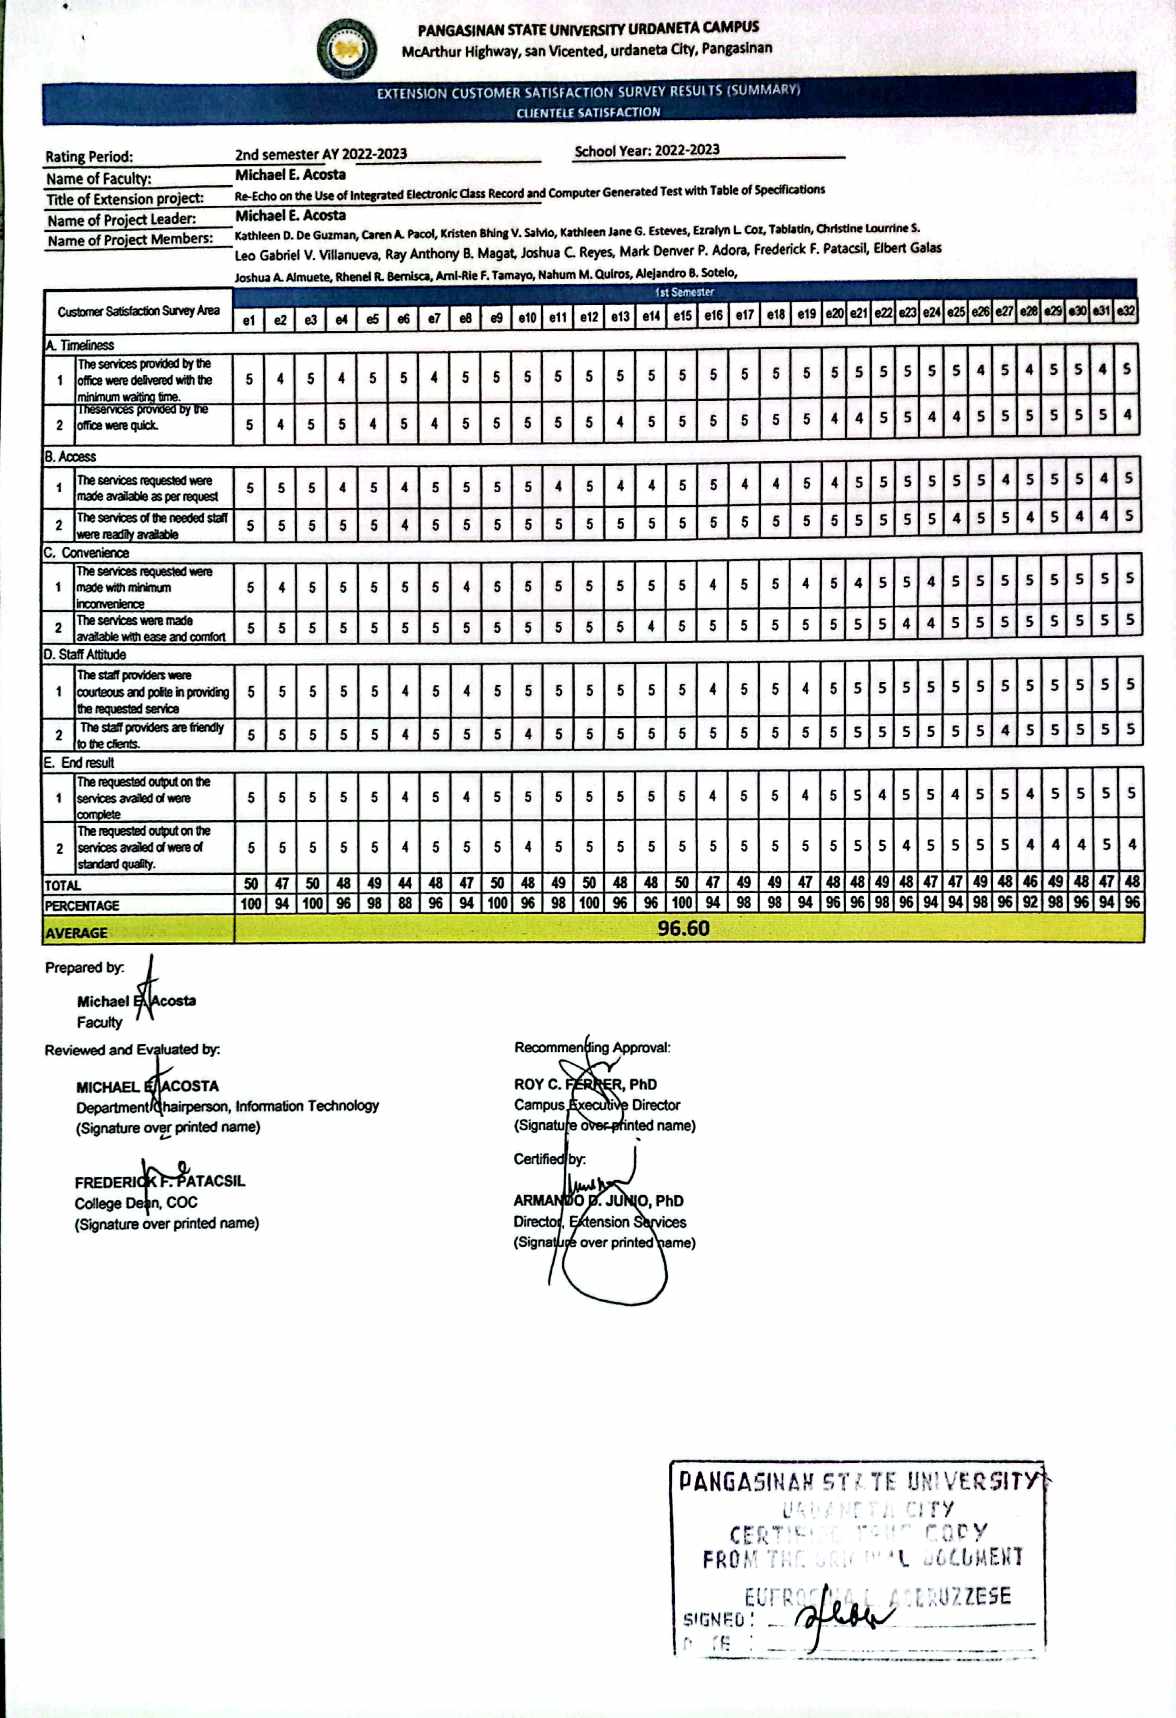 PANGASINAN STATE UNIVERSITY URDANETA CAMPUS
McArthur Highway, san Vicented, urdaneta City, Pangasinan
EXTENSION CUSTOMER SATISFACTION SURVEY RESULTS (SUMMARY)
CLIENTELE SATISFACTION
Rating Period: 2nd semester AY 2022-2023 School Year: 2022-2023
Name of Faculty: Michael E. Acosta
Title of Extension project: Re-Echo on the Use of Integrated Electronic Class Record and Computer Generated Test with Table of Specifications
Name of Project Leader: Michael E. Acosta
Name of Project Members: Kathleen D. De Guzman, Caren A. Pacol, Kristen Bhing V. Salvio, Kathleen Jane G. Esteves, Ezralyn L. Coz, Tablatin, Christine Lourrine S.
Leo Gabriel V. Villanueva, Ray Anthony B. Magat, Joshua C. Reyes, Mark Denver P. Adora, Frederick F. Patacsil, Elbert Galas
Joshua A. Almuete, Rhenel R. Bernisca, Arni-Rie F. Tamayo, Nahum M. Quiros, Alejandro B. Sotelo,
1st Semester
Customer Satisfaction Survey Area e1 e2 e3 e4 e5 e6 e7 e8 e9 e10 e11 e12 e13 e14 e15 e16 e17 e18 e19 e20 e21 e22 e23 e24 e25 e26 e27 e28 e29 e30 e31 e32
A. Timeliness
The services provided by the
1 office were delivered with the 5 4 5 4 5 5 4 5 5 5 5 5 5 5 5 5 5 5 5 5 5 5 5 5 5 4 5 4 5 5 4 5
minimum waiting time.
Theservices provided by the
2 office were quick. 5 4 5 5 4 5 4 5 5 5 5 5 4 5 5 5 5 5 5 4 4 5 5 4 4 5 5 5 5 5 5 4
B. Access
The services requested were
1 made available as per request 5 5 5 4 5 4 5 5 5 5 4 5 4 4 5 5 4 4 5 4 5 5 5 5 5 5 4 5 5 5 4 5
2 The services of the needed staff 5 5 5 5 5 4 5 5 5 5 5 5 5 5 5 5 5 5 5 5 5 5 5 5 4 5 5 4 5 4 4 5
were readily available
C. Convenience
The services requested were
1 made with minimum 5 4 5 5 5 5 5 4 5 5 5 5 5 5 5 4 5 5 4 5 4 5 5 4 5 5 5 5 5 5 5 5
inconvenience
2 The services were made 5 5 5 5 5 5 5 5 5 5 5 5 5 4 5 5 5 5 5 5 5 5 4 4 5 5 5 5 5 5 5 5
available with ease and comfort
D. Staff Attitude
The staff providers were
1 courteous and polite in providing 5 5 5 5 5 4 5 4 5 5 5 5 5 5 5 4 5 5 4 5 5 5 5 5 5 5 5 5 5 5 5 5
the requested service
2 The staff providers are friendly 5 5 5 5 5 4 5 5 5 4 5 5 5 5 5 5 5 5 5 5 5 5 5 5 5 5 4 5 5 5 5 5
to the clients.
E. End result
The requested output on the
1 services availed of were 5 5 5 5 5 4 5 4 5 5 5 5 5 5 5 4 5 5 4 5 5 4 5 5 4 5 5 4 5 5 5 5
complete
The requested output on the
2 services availed of were of 5 5 5 5 5 4 5 5 5 4 5 5 5 5 5 5 5 5 5 5 5 5 4 5 5 5 5 4 4 4 5 4
standard quality.
TOTAL 50 47 50 48 49 44 48 47 50 48 49 50 48 48 50 47 49 49 47 48 48 49 48 47 47 49 48 46 49 48 47 48
PERCENTAGE 100 94 100 96 98 88 96 94 100 96 98 100 96 96 100 94 98 98 94 96 96 98 96 94 94 98 96 92 98 96 94 96
AVERAGE 96.60
Prepared by:
Michael E. Acosta
Faculty
Reviewed and Evaluated by:
MICHAEL E. ACOSTA
Department Chairperson, Information Technology
(Signature over printed name)
FREDERICK F. PATACSIL
College Dean, COC
(Signature over printed name)
Recommending Approval:
ROY C. FERRER, PhD
Campus Executive Director
(Signature over printed name)
Certified by:
ARMANDO D. JUNIO, PhD
Director, Extension Services
(Signature over printed name)
PANGASINAN STATE UNIVERSITY
URDANETA CITY
CERTIFIED TRUE COPY
FROM THE ORIGINAL DOCUMENT
SIGNED:
DATE :